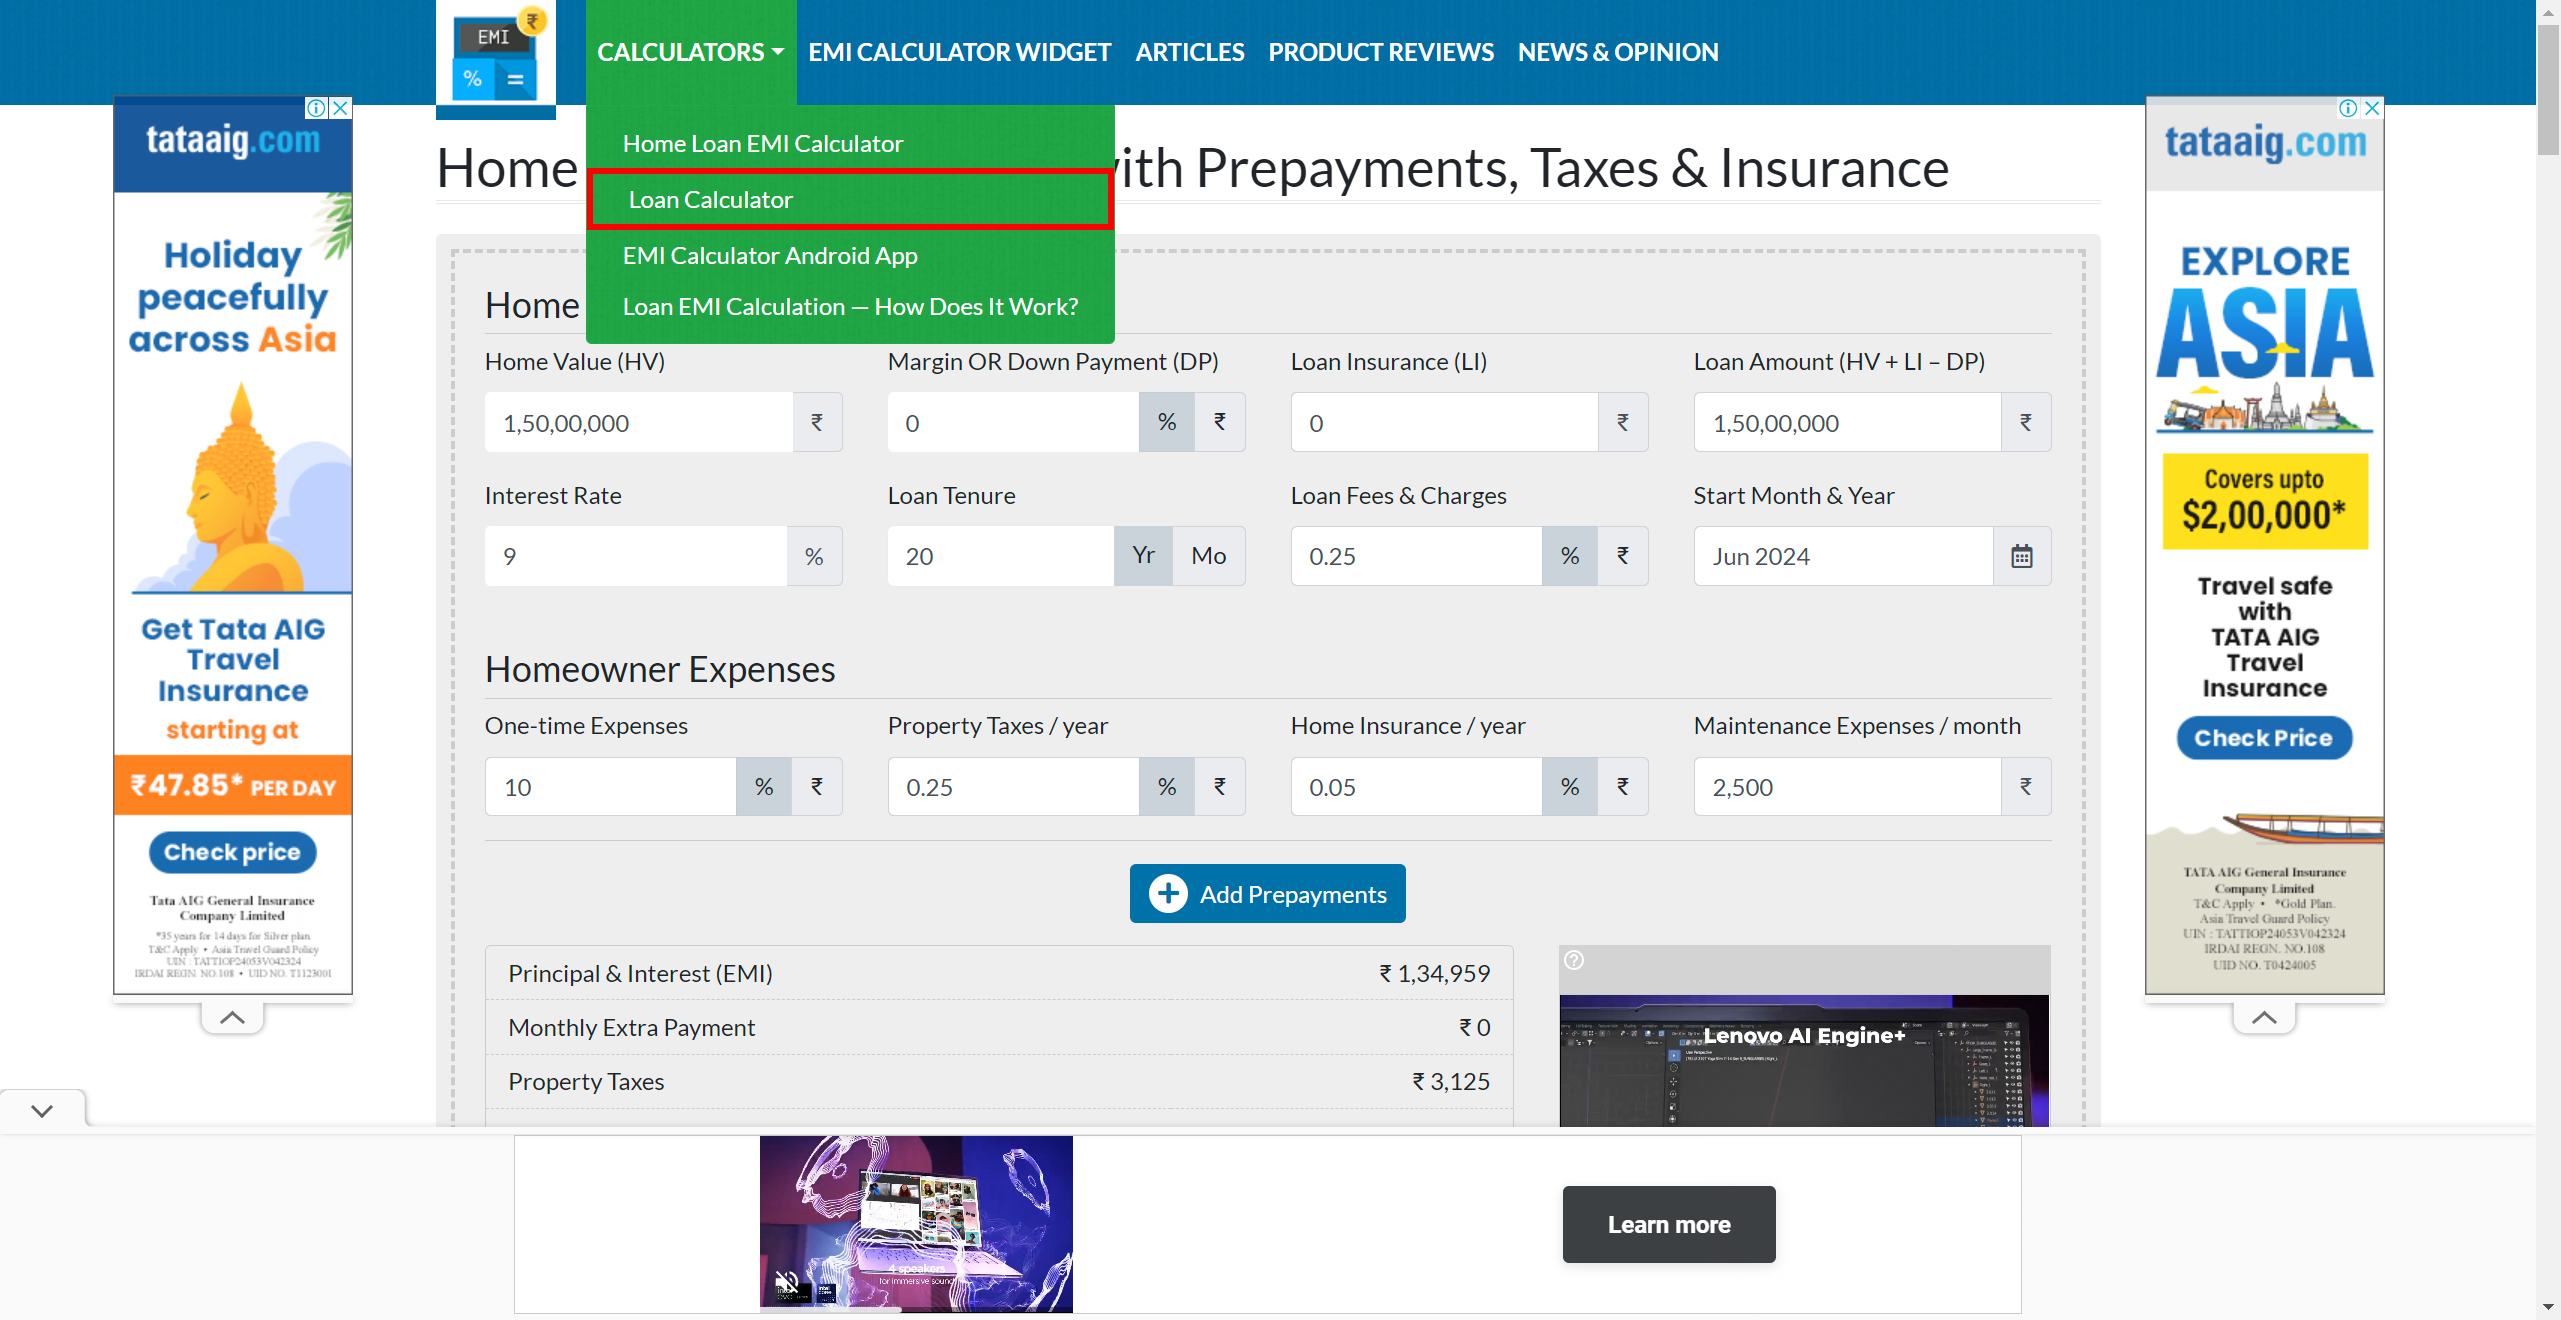 EMI
₹
%
=
CALCULATORS
EMI CALCULATOR WIDGET
ARTICLES
PRODUCT REVIEWS
NEWS & OPINION
Home Loan EMI Calculator
Loan Calculator
EMI Calculator Android App
Loan EMI Calculation — How Does It Work?
Home
with Prepayments, Taxes & Insurance
Home
Home Value (HV)
Margin OR Down Payment (DP)
Loan Insurance (LI)
Loan Amount (HV + LI – DP)
1,50,00,000 ₹
0 % ₹
0 ₹
1,50,00,000 ₹
Interest Rate
Loan Tenure
Loan Fees & Charges
Start Month & Year
9 %
20 Yr Mo
0.25 % ₹
Jun 2024
Homeowner Expenses
One-time Expenses
Property Taxes / year
Home Insurance / year
Maintenance Expenses / month
10 % ₹
0.25 % ₹
0.05 % ₹
2,500 ₹
Add Prepayments
Principal & Interest (EMI) ₹ 1,34,959
Monthly Extra Payment ₹ 0
Property Taxes ₹ 3,125
Lenovo AI Engine+
4 speakers
for immersive sound
Learn more
tataaig.com
Holiday
peacefully
across Asia
Get Tata AIG
Travel
Insurance
starting at
₹47.85* PER DAY
Check price
Tata AIG General Insurance
Company Limited
*35 years for 14 days for Silver plan.
T&C Apply • Asia Travel Guard Policy
UIN : TATTIOP24053V042324
IRDAI REGN. NO.108 • UID NO. T1123001
tataaig.com
EXPLORE
ASIA
Covers upto
$2,00,000*
Travel safe
with
TATA AIG
Travel
Insurance
Check Price
TATA AIG General Insurance
Company Limited
T&C Apply • *Gold Plan.
Asia Travel Guard Policy
UIN : TATTIOP24053V042324
IRDAI REGN. NO.108
UID NO. T0424005